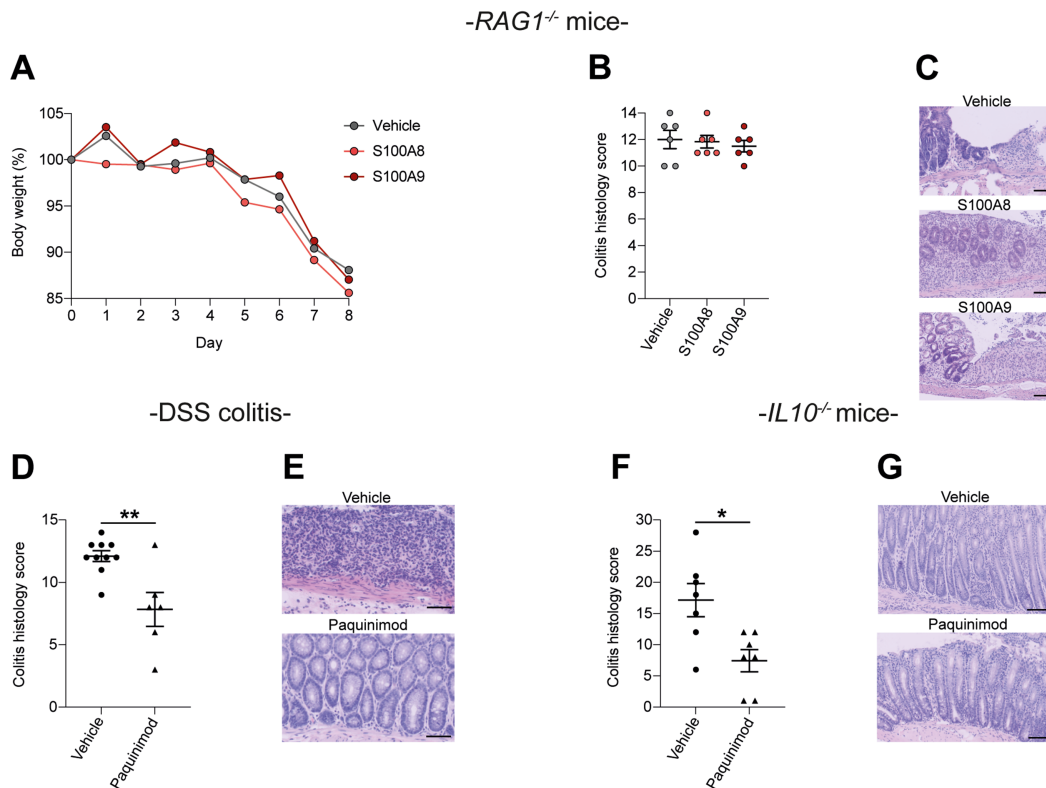 -RAG1-/- mice-
A
Body weight (%)
105
100
95
90
85
0 1 2 3 4 5 6 7 8
Day
Vehicle
S100A8
S100A9
B
Colitis histology score
14
12
10
8
6
4
2
0
Vehicle
S100A8
S100A9
C
Vehicle
S100A8
S100A9
-DSS colitis-
D
Colitis histology score
15
10
5
0
**
Vehicle
Paquinimod
E
Vehicle
Paquinimod
-IL10-/- mice-
F
Colitis histology score
30
25
20
15
10
5
0
*
Vehicle
Paquinimod
G
Vehicle
Paquinimod